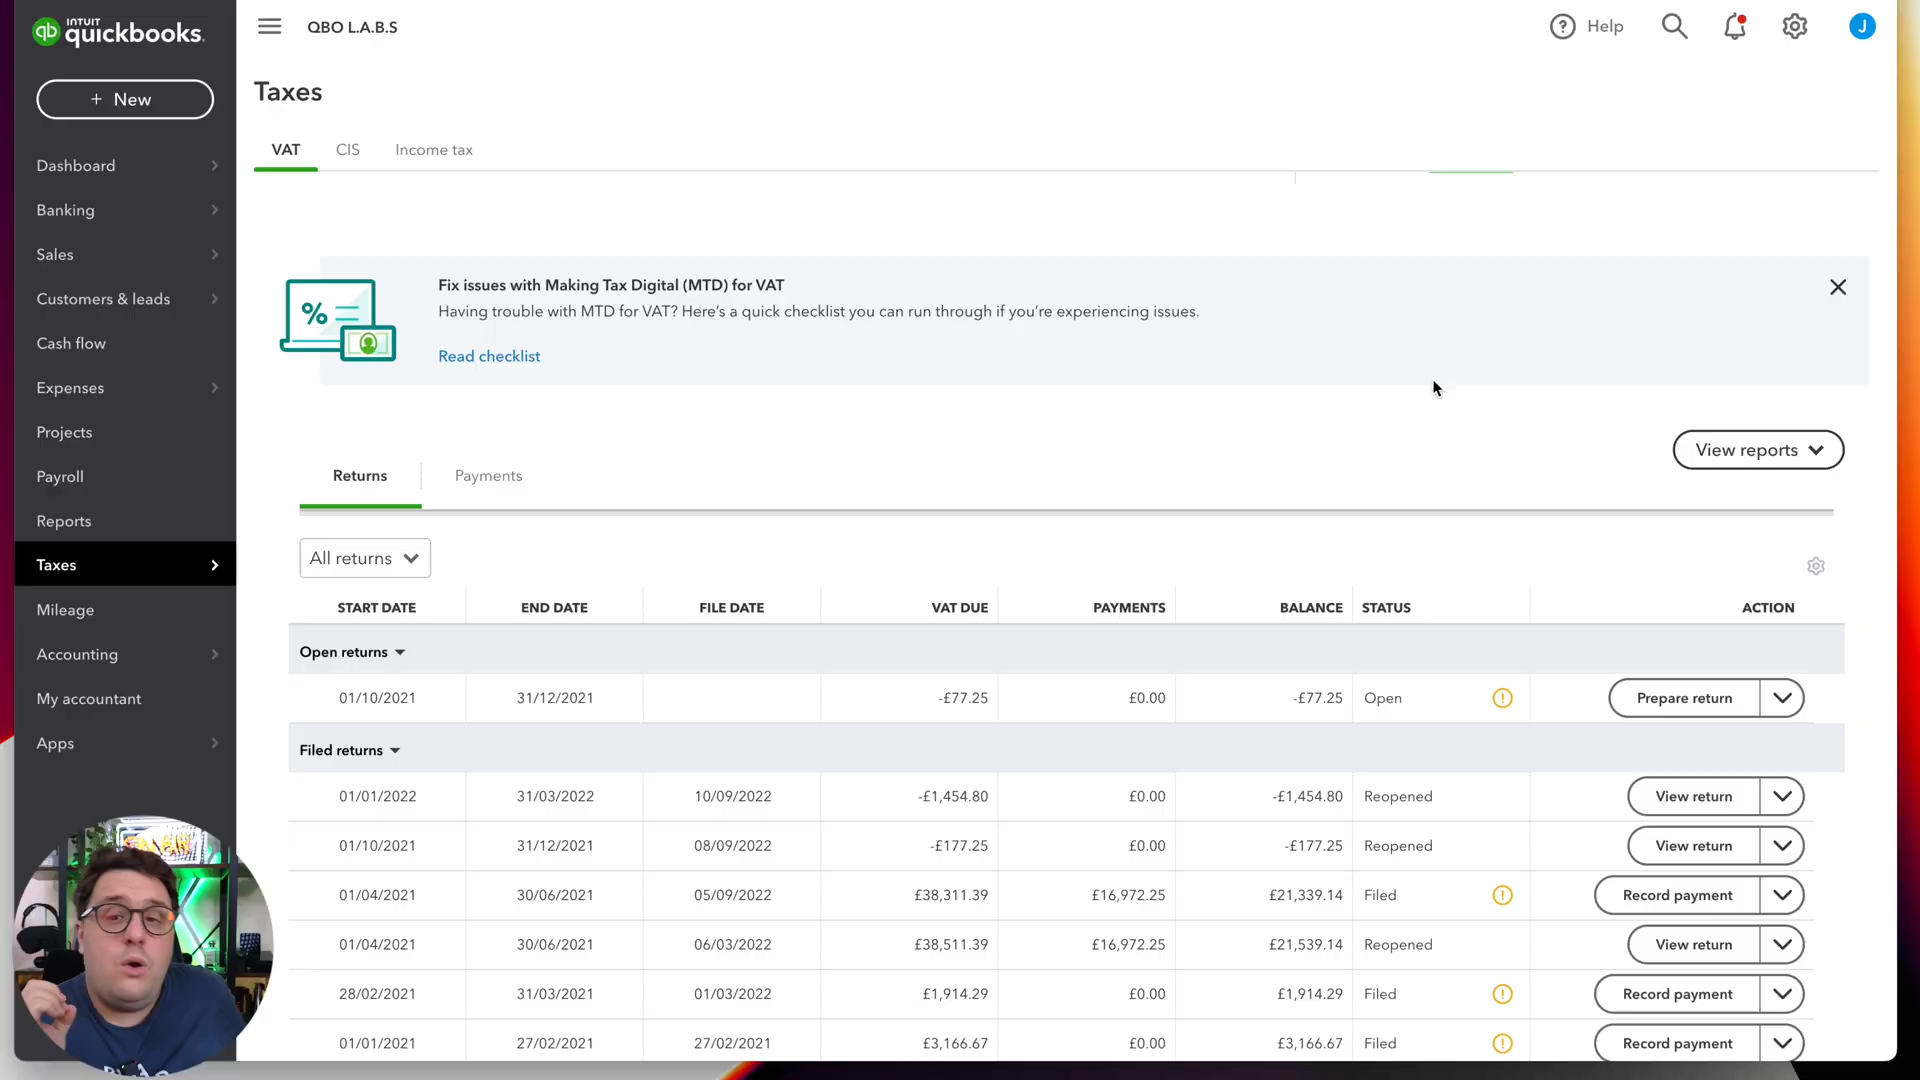 INTUIT
quickbooks
QBO L.A.B.S
Help
J
+ New
Taxes
VAT
CIS
Income tax
Dashboard
Banking
Sales
Customers & leads
Cash flow
Expenses
Projects
Payroll
Reports
Taxes
Mileage
Accounting
My accountant
Apps
Fix issues with Making Tax Digital (MTD) for VAT
Having trouble with MTD for VAT? Here's a quick checklist you can run through if you're experiencing issues.
Read checklist
View reports
Returns
Payments
All returns
START DATE END DATE FILE DATE VAT DUE PAYMENTS BALANCE STATUS ACTION
Open returns
01/10/2021 31/12/2021 -£77.25 £0.00 -£77.25 Open Prepare return
Filed returns
01/01/2022 31/03/2022 10/09/2022 -£1,454.80 £0.00 -£1,454.80 Reopened View return
01/10/2021 31/12/2021 08/09/2022 -£177.25 £0.00 -£177.25 Reopened View return
01/04/2021 30/06/2021 05/09/2022 £38,311.39 £16,972.25 £21,339.14 Filed Record payment
01/04/2021 30/06/2021 06/03/2022 £38,511.39 £16,972.25 £21,539.14 Reopened View return
28/02/2021 31/03/2021 01/03/2022 £1,914.29 £0.00 £1,914.29 Filed Record payment
01/01/2021 27/02/2021 27/02/2021 £3,166.67 £0.00 £3,166.67 Filed Record payment